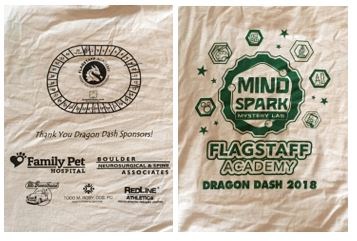 Thank You Dragon Dash Sponsors!
Family Pet
HOSPITAL
BOULDER
NEUROSURGICAL & SPINE
ASSOCIATES
REDLINE
ATHLETICS
MIND
SPARK
MYSTERY LAB
FLAGSTAFF
ACADEMY
DRAGON DASH 2018